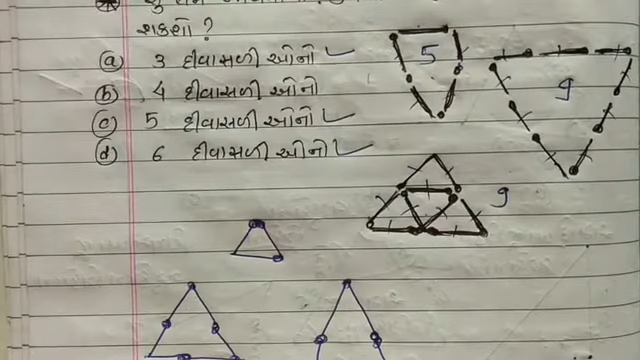 શકશો ?
(a) 3 દીવાસળીઓનો ✓
(b) 4 દીવાસળીઓનો
(c) 5 દીવાસળીઓનો ✓
(d) 6 દીવાસળીઓનો ✓
5
9
9